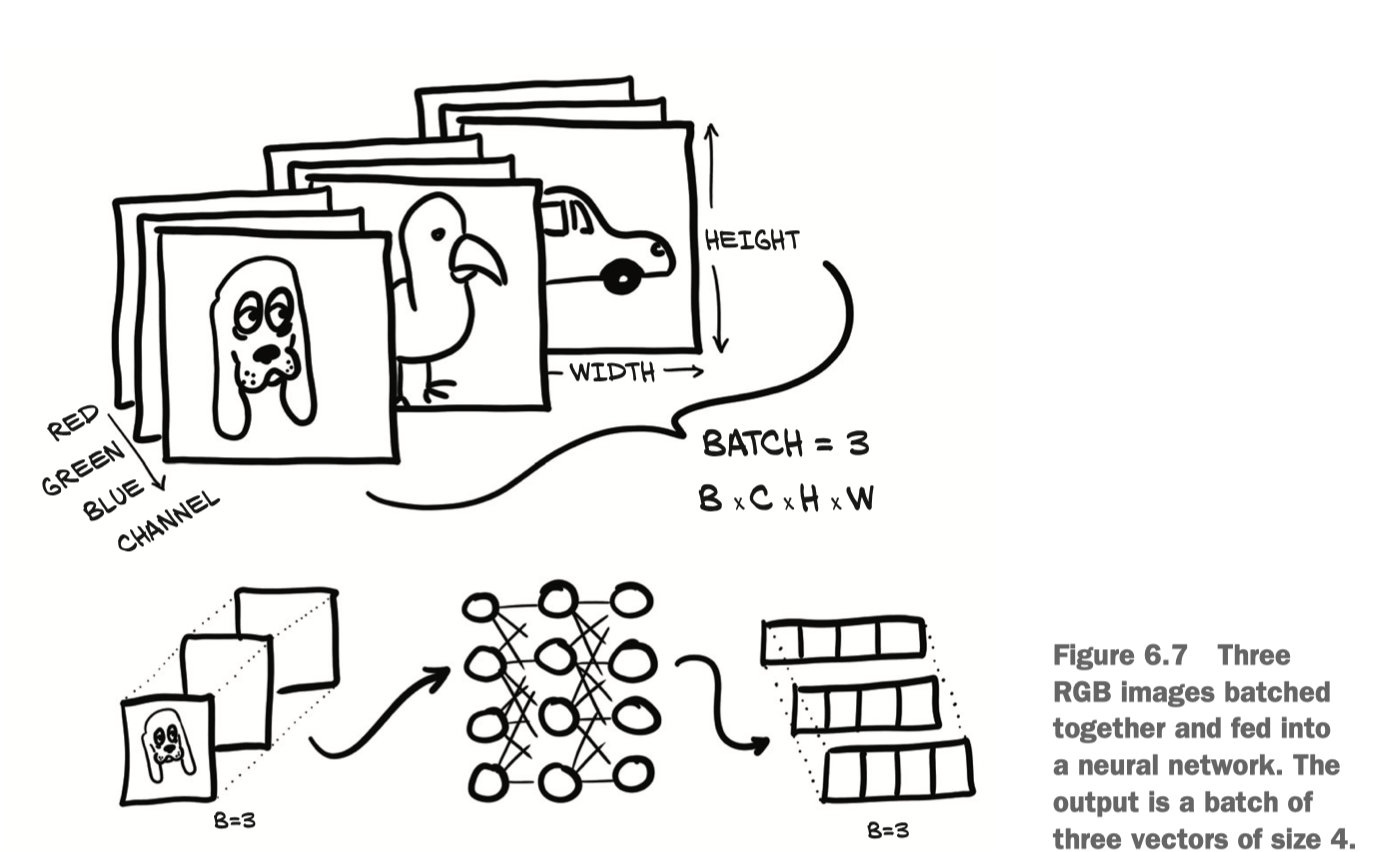 HEIGHT
WIDTH
RED
GREEN
BLUE
CHANNEL
BATCH = 3
B x C x H x W
B=3
B=3
Figure 6.7 Three
RGB images batched
together and fed into
a neural network. The
output is a batch of
three vectors of size 4.